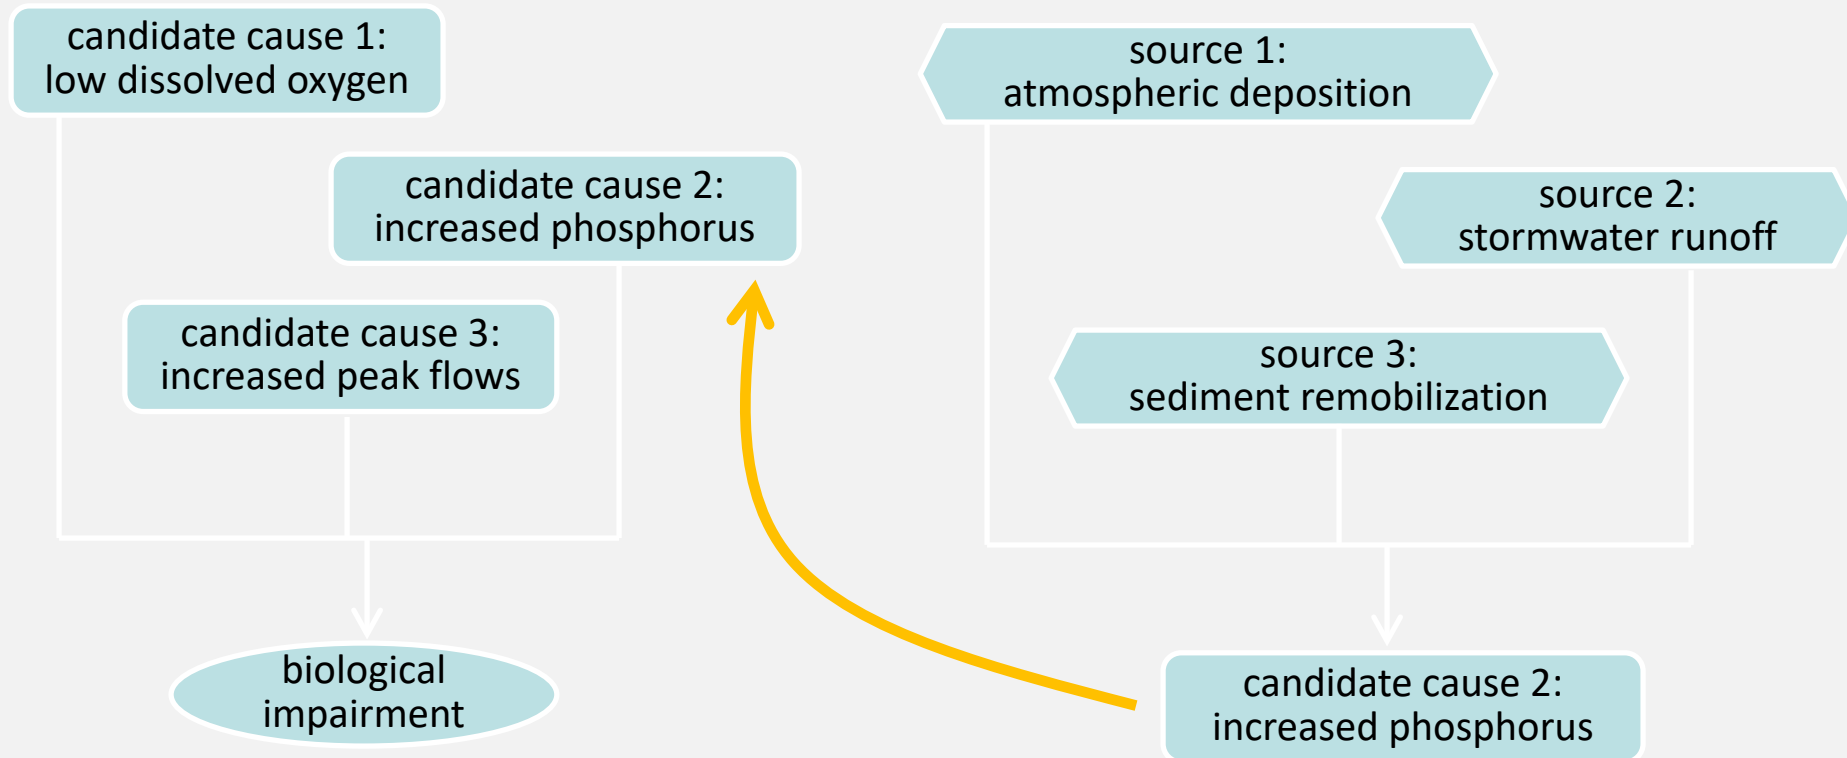 candidate cause 1:
low dissolved oxygen
candidate cause 2:
increased phosphorus
candidate cause 3:
increased peak flows
biological
impairment
source 1:
atmospheric deposition
source 2:
stormwater runoff
source 3:
sediment remobilization
candidate cause 2:
increased phosphorus